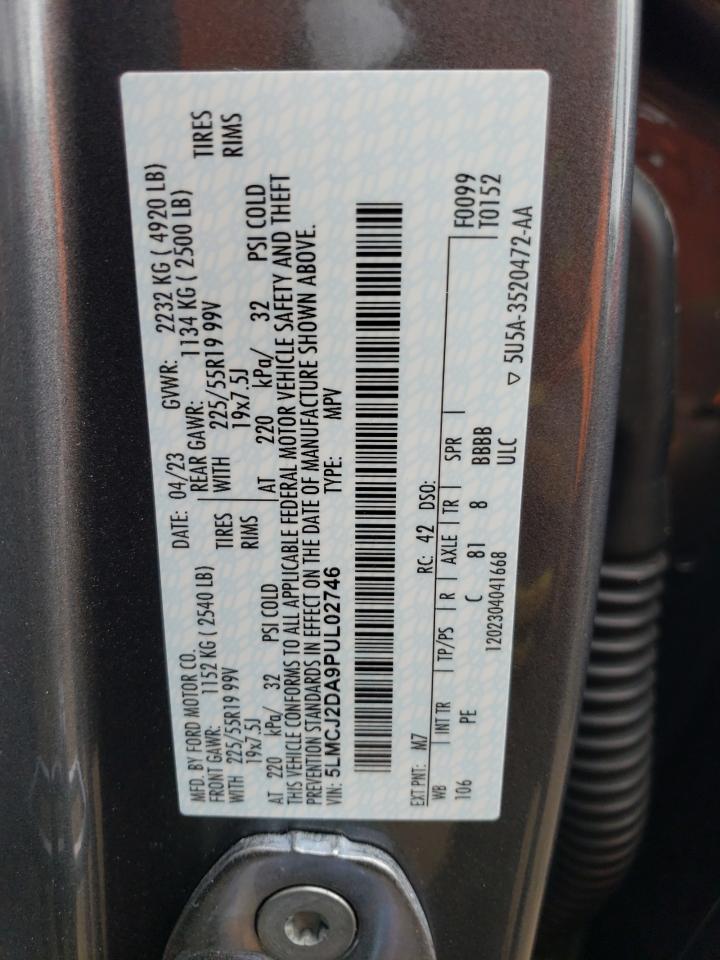 MFD. BY FORD MOTOR CO.
DATE: 04/23 GVWR: 2232 KG ( 4920 LB)
FRONT GAWR: 1152 KG ( 2540 LB) REAR GAWR: 1134 KG ( 2500 LB)
WITH 225/55R19 99V TIRES WITH 225/55R19 99V TIRES
19x7.5J RIMS 19x7.5J RIMS
AT 220 kPa/ 32 PSI COLD AT 220 kPa/ 32 PSI COLD
THIS VEHICLE CONFORMS TO ALL APPLICABLE FEDERAL MOTOR VEHICLE SAFETY AND THEFT
PREVENTION STANDARDS IN EFFECT ON THE DATE OF MANUFACTURE SHOWN ABOVE.
VIN: 5LMCJ2DA9PUL02746 TYPE: MPV
EXT PNT: M7 RC: 42 DSO: F0099
WB INT TR TP/PS R AXLE TR SPR T0152
106 PE C 81 8 BBBB
1202304041668 ULC ▽ 5U5A-3520472-AA